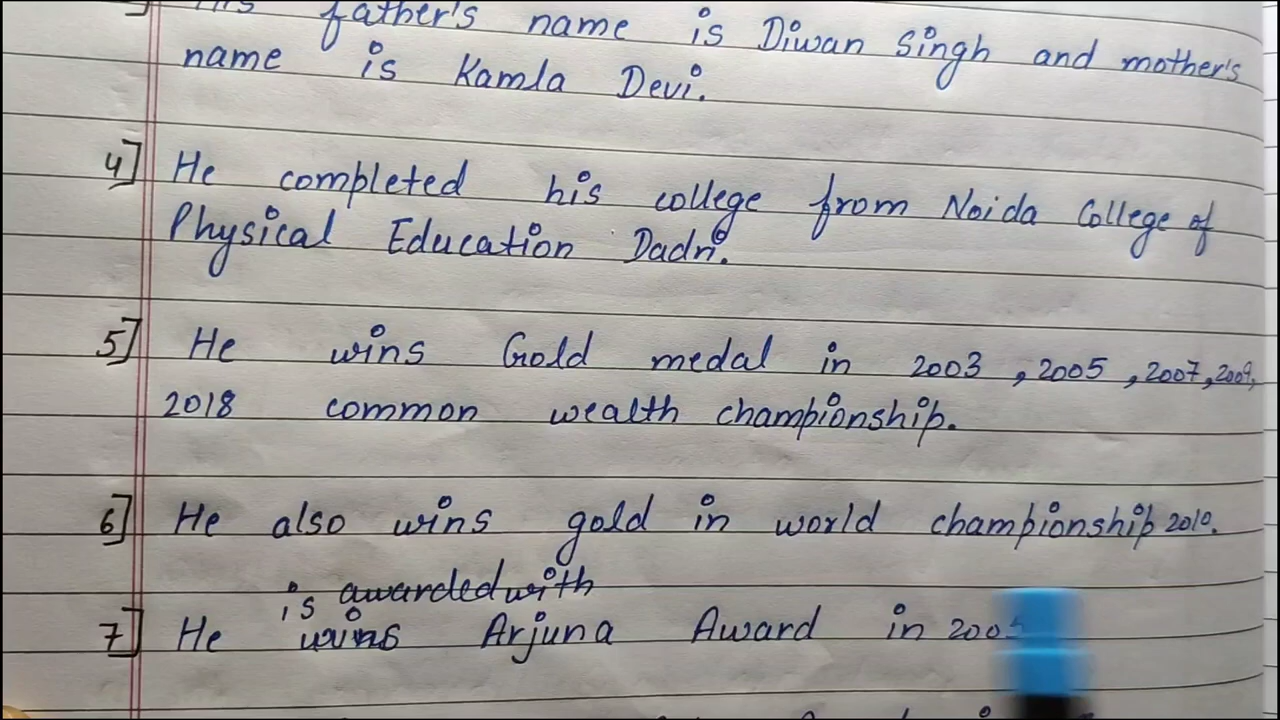 father's name is Diwan Singh and mother's
name is Kamla Devi.
4] He completed his college from Noida College of
Physical Education Dadri.
5] He wins Gold medal in 2003, 2005, 2007, 2009,
2018 common wealth championship.
6] He also wins gold in world championship 2010.
is awarded with
7] He wins Arjuna Award in